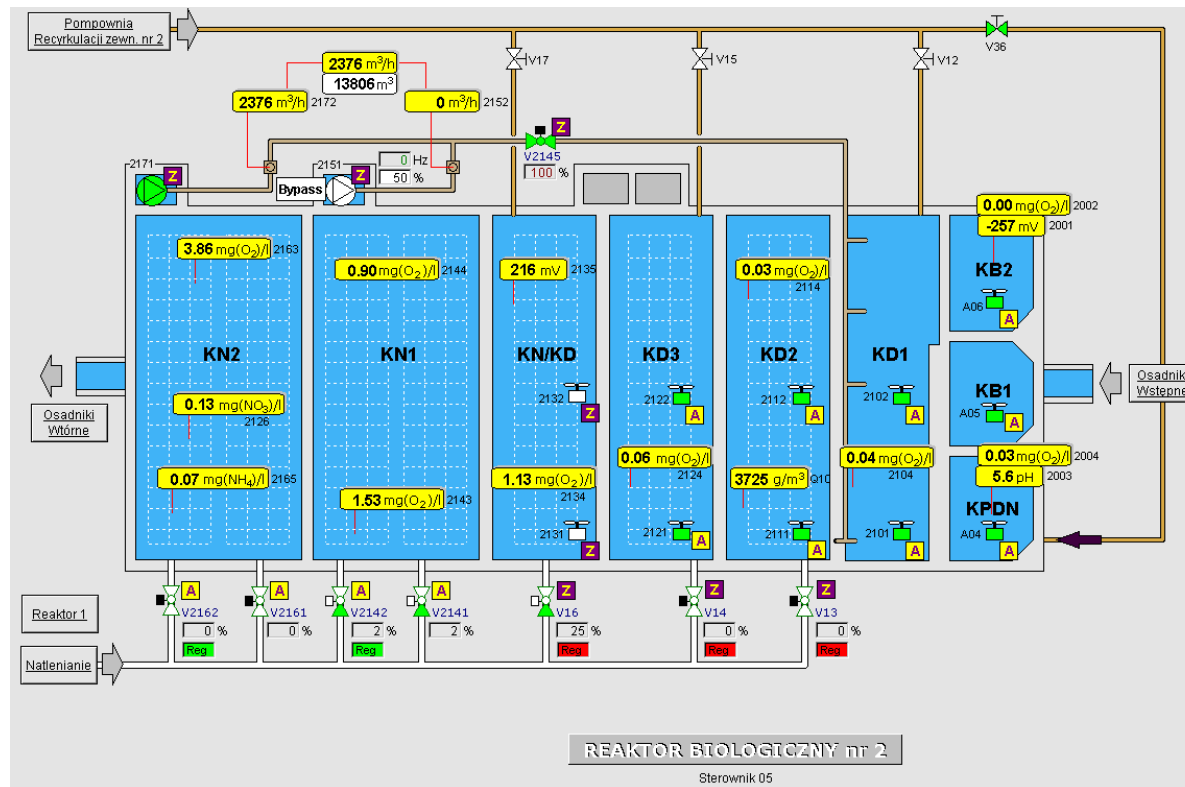 Pompownia
Recyrkulacji zewn. nr 2
V36
V17
V15
V12
2376 m³/h
13806 m³
2376 m³/h 2172
0 m³/h 2152
Z
V2145
100 %
2171
Z
2151
Bypass
Z
0 Hz
50 %
0.00 mg(O₂)/l 2002
-257 mV 2001
3.86 mg(O₂)/l 2163
0.90 mg(O₂)/l 2144
216 mV 2135
0.03 mg(O₂)/l
2114
KB2
A06
A
KN2
KN1
KN/KD
KD3
KD2
KD1
KB1
A05
A
Osadniki
Wstępne
Osadniki
Wtórne
0.13 mg(NO₃)/l
2126
2132
Z
2122
A
2112
A
2102
A
0.07 mg(NH₄)/l 2165
1.53 mg(O₂)/l 2143
1.13 mg(O₂)/l
2134
0.06 mg(O₂)/l
2124
3725 g/m³ Q10
0.04 mg(O₂)/l
2104
0.03 mg(O₂)/l 2004
5.6 pH 2003
KPDN
A04
A
2131
Z
2121
A
2111
A
2101
A
A
V2162
0 %
Reg
A
V2161
0 %
A
V2142
2 %
Reg
A
V2141
2 %
Z
V16
25 %
Reg
Z
V14
0 %
Reg
Z
V13
0 %
Reg
Reaktor 1
Natlenianie
REAKTOR BIOLOGICZNY nr 2
Sterownik 05